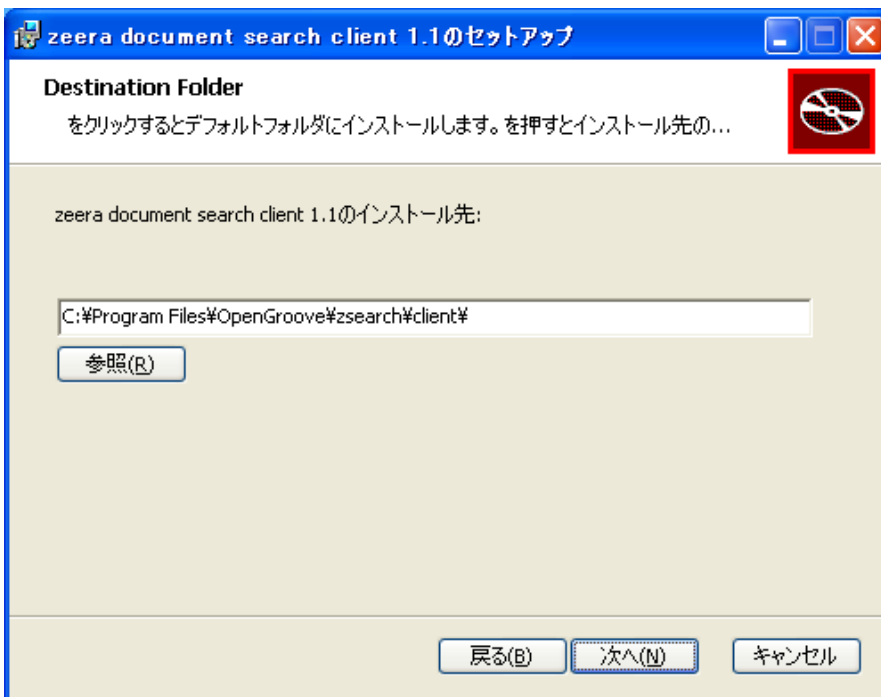 zeera document search client 1.1のセットアップ
Destination Folder
をクリックするとデフォルトフォルダにインストールします。を押すとインストール先の...
zeera document search client 1.1のインストール先:
C:¥Program Files¥OpenGroove¥zsearch¥client¥
参照(R)
戻る(B) 次へ(N) キャンセル